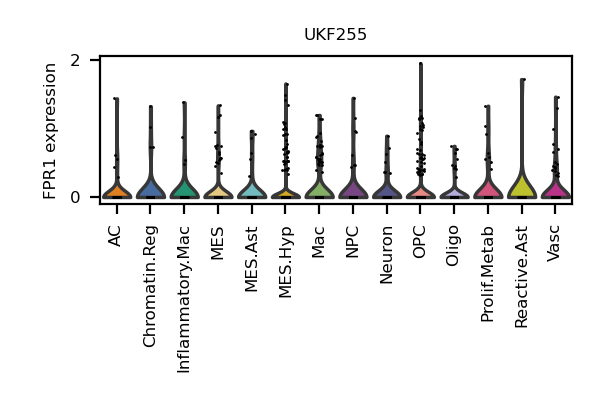 UKF255
FPR1 expression
2
0
AC
Chromatin.Reg
Inflammatory.Mac
MES
MES.Ast
MES.Hyp
Mac
NPC
Neuron
OPC
Oligo
Prolif.Metab
Reactive.Ast
Vasc